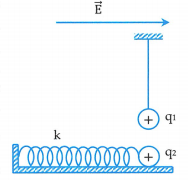 E
+ q₁
k
+ q₂